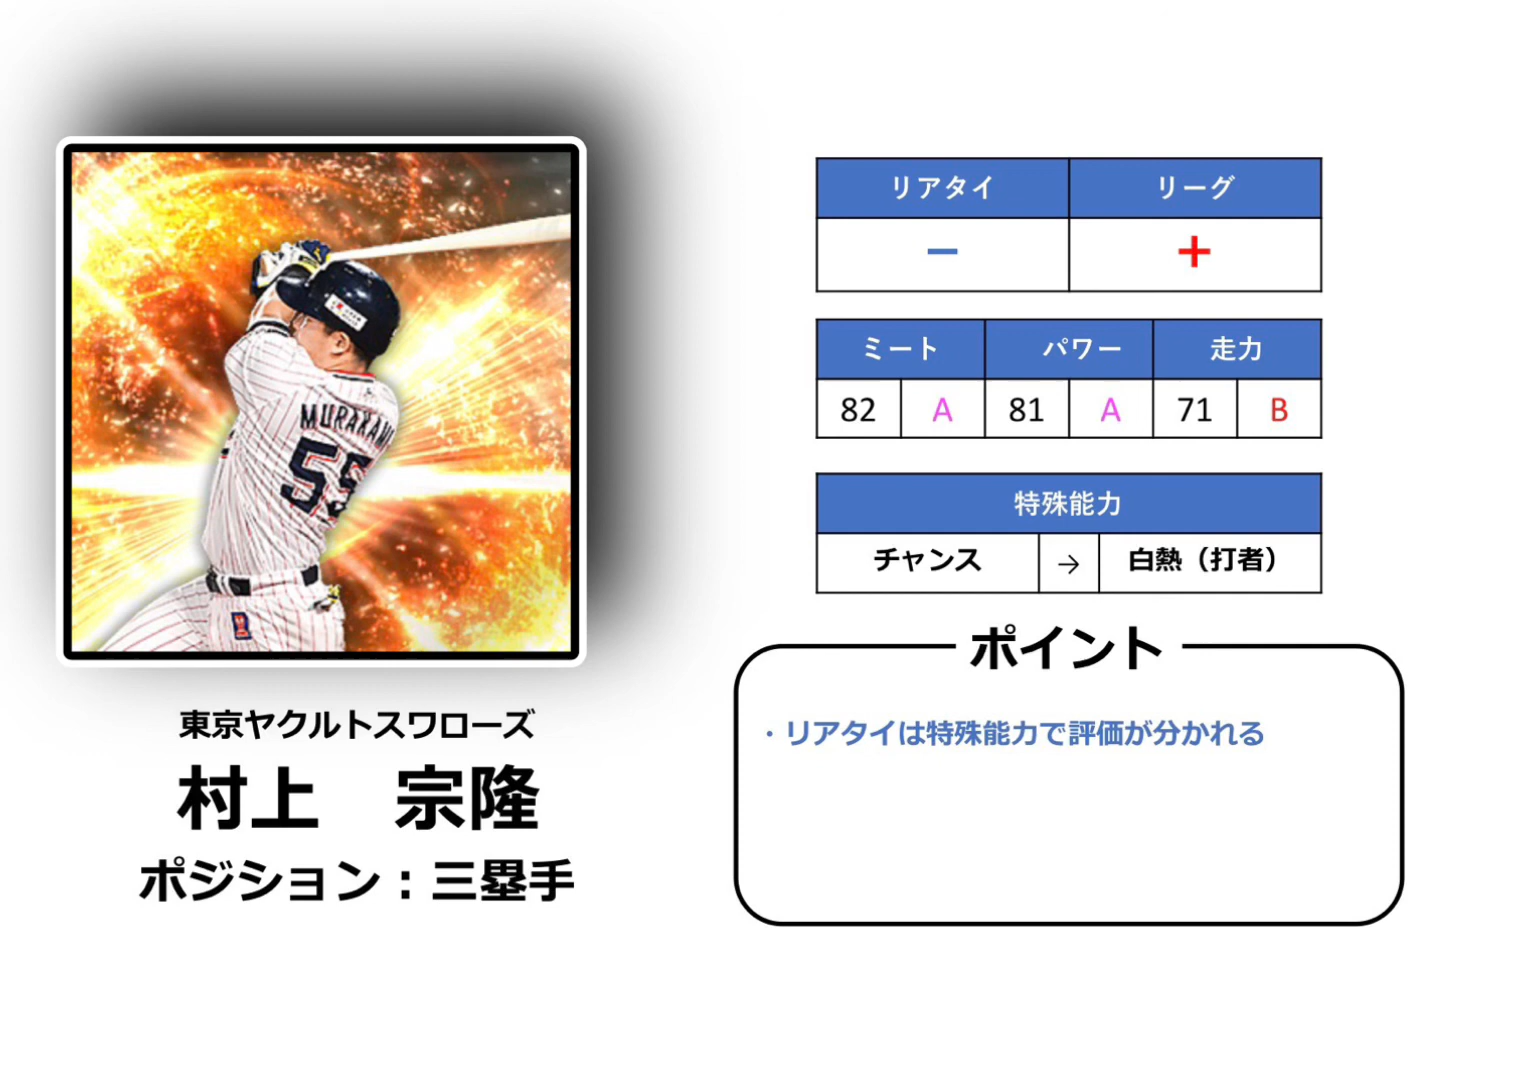 MURAKAMI
55
東京ヤクルトスワローズ
村上　宗隆
ポジション：三塁手
リアタイ リーグ
− +
ミート パワー 走力
82 A 81 A 71 B
特殊能力
チャンス → 白熱（打者）
ポイント
・リアタイは特殊能力で評価が分かれる